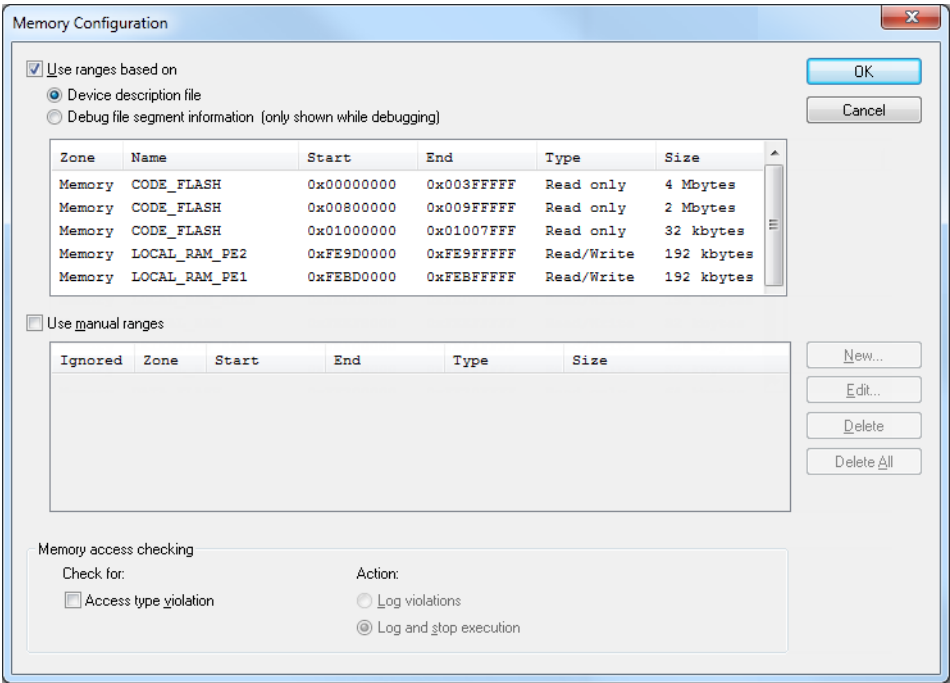 Memory Configuration
Use ranges based on
OK
Device description file
Cancel
Debug file segment information (only shown while debugging)
Zone Name Start End Type Size
Memory CODE_FLASH 0x00000000 0x003FFFFF Read only 4 Mbytes
Memory CODE_FLASH 0x00800000 0x009FFFFF Read only 2 Mbytes
Memory CODE_FLASH 0x01000000 0x01007FFF Read only 32 kbytes
Memory LOCAL_RAM_PE2 0xFE9D0000 0xFE9FFFFF Read/Write 192 kbytes
Memory LOCAL_RAM_PE1 0xFEBD0000 0xFEBFFFFF Read/Write 192 kbytes
Use manual ranges
Ignored Zone Start End Type Size
New...
Edit...
Delete
Delete All
Memory access checking
Check for: Action:
Access type violation Log violations
Log and stop execution